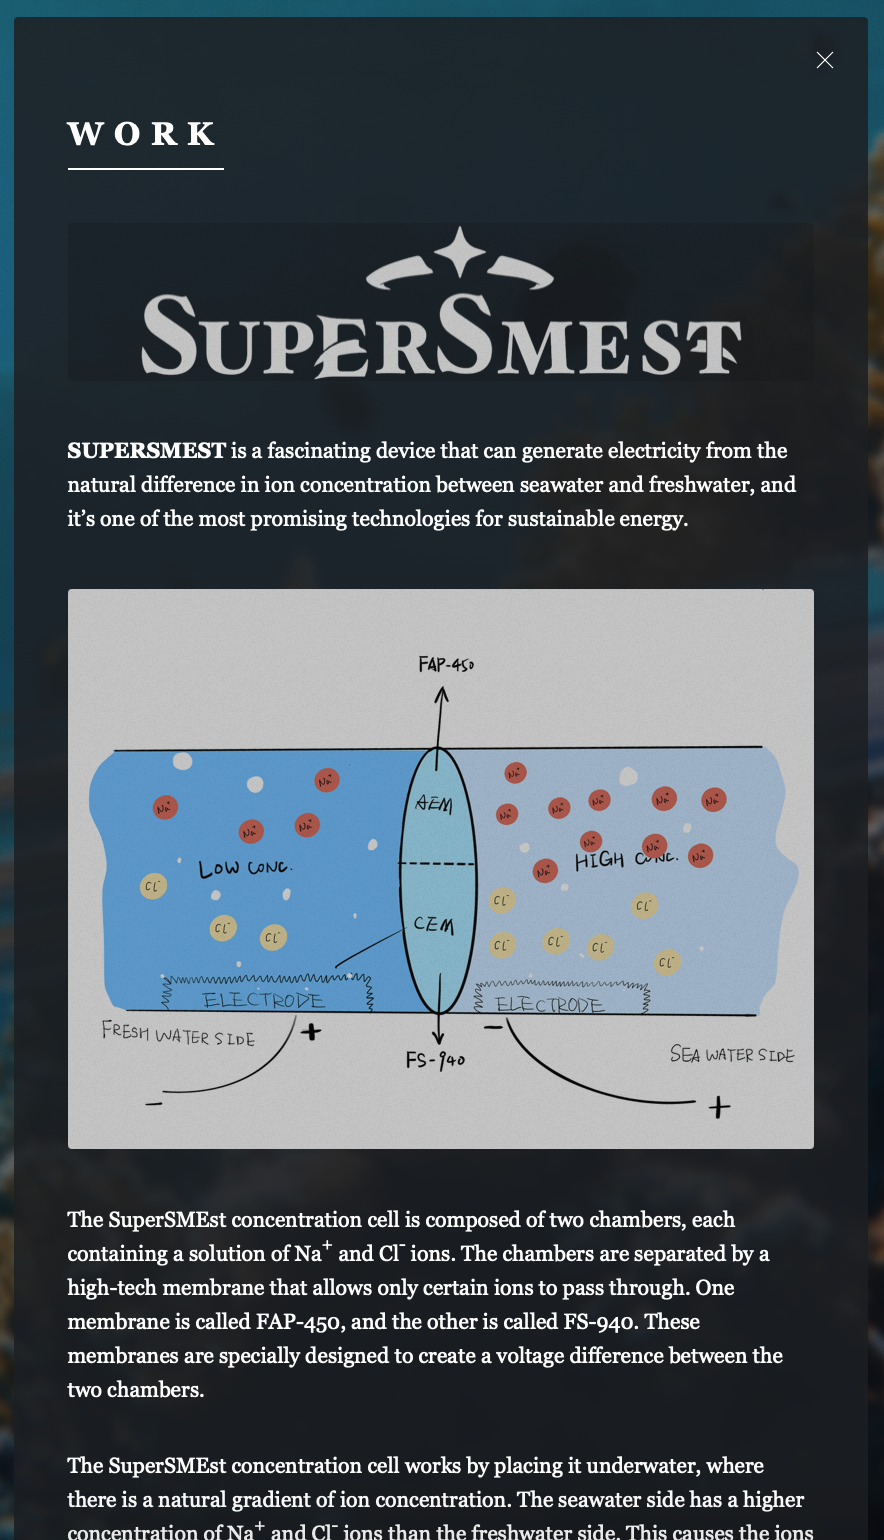 WORK
SUPERSMEST
SUPERSMEST is a fascinating device that can generate electricity from the
natural difference in ion concentration between seawater and freshwater, and
it’s one of the most promising technologies for sustainable energy.
FAP-450
Na⁺ Na⁺ Na⁺ Na⁺
AEM
Na⁺ Na⁺ Na⁺ Na⁺ Na⁺ Na⁺ Na⁺ Na⁺ Na⁺ Na⁺
LOW CONC.
HIGH CONC.
Cl⁻ Cl⁻ Cl⁻
CEM
Cl⁻ Cl⁻ Cl⁻ Cl⁻ Cl⁻ Cl⁻
ELECTRODE
ELECTRODE
FRESH WATER SIDE
+
−
FS-940
−
+
SEA WATER SIDE
The SuperSMEst concentration cell is composed of two chambers, each
containing a solution of Na⁺ and Cl⁻ ions. The chambers are separated by a
high-tech membrane that allows only certain ions to pass through. One
membrane is called FAP-450, and the other is called FS-940. These
membranes are specially designed to create a voltage difference between the
two chambers.
The SuperSMEst concentration cell works by placing it underwater, where
there is a natural gradient of ion concentration. The seawater side has a higher
concentration of Na⁺ and Cl⁻ ions than the freshwater side. This causes the ions